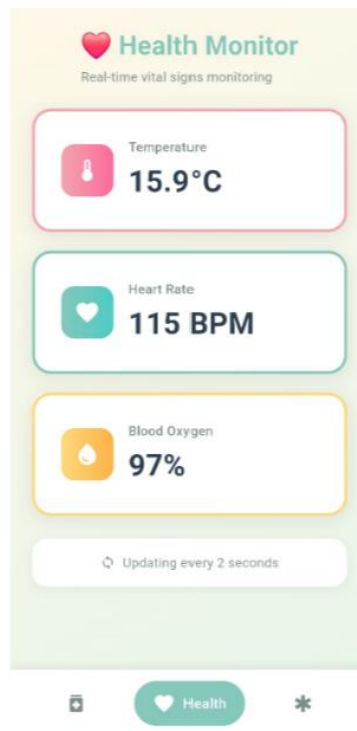 Health Monitor
Real-time vital signs monitoring
Temperature
15.9°C
Heart Rate
115 BPM
Blood Oxygen
97%
Updating every 2 seconds
Health